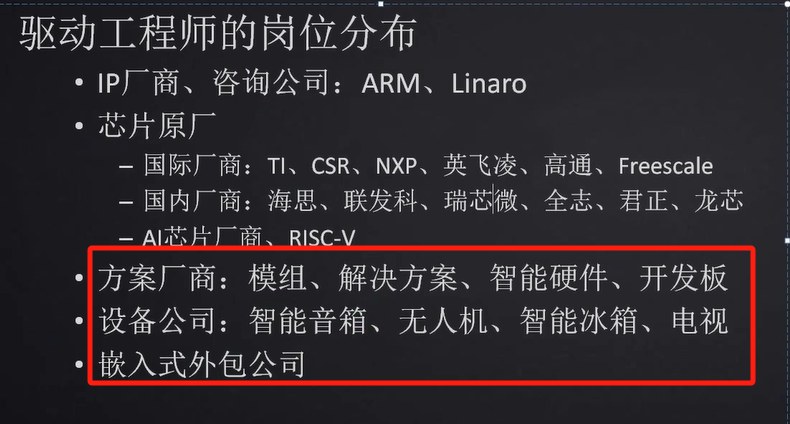 驱动工程师的岗位分布
• IP厂商、咨询公司：ARM、Linaro
• 芯片原厂
– 国际厂商：TI、CSR、NXP、英飞凌、高通、Freescale
– 国内厂商：海思、联发科、瑞芯微、全志、君正、龙芯
– AI芯片厂商、RISC-V
• 方案厂商：模组、解决方案、智能硬件、开发板
• 设备公司：智能音箱、无人机、智能冰箱、电视
• 嵌入式外包公司